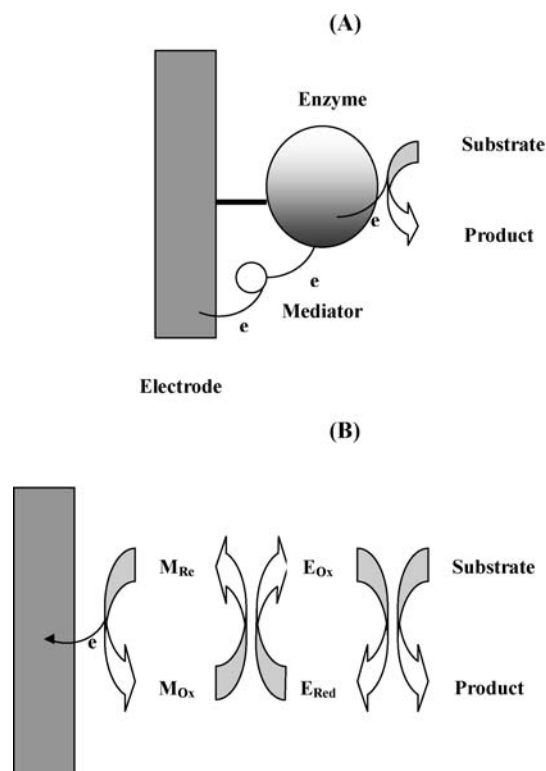 (A)
Enzyme
Substrate
e
Product
e
Mediator
e
Electrode
(B)
M_Re E_Ox Substrate
e
M_Ox E_Red Product